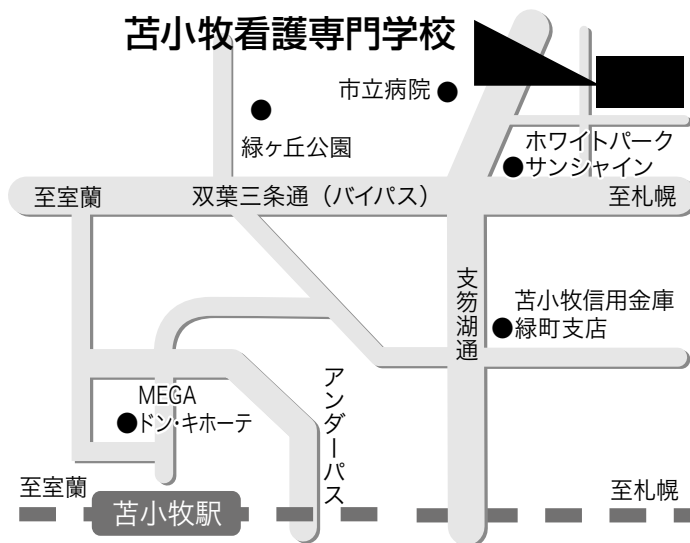 苫小牧看護専門学校
市立病院
緑ヶ丘公園
ホワイトパーク
サンシャイン
至室蘭
双葉三条通（バイパス）
至札幌
支笏湖通
苫小牧信用金庫
緑町支店
アンダーパス
MEGA
ドン・キホーテ
至室蘭
苫小牧駅
至札幌